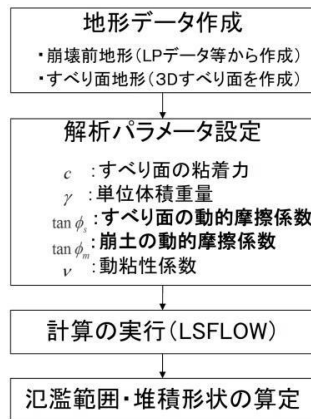 地形データ作成
・崩壊前地形(LPデータ等から作成)
・すべり面地形(3Dすべり面を作成)
解析パラメータ設定
c :すべり面の粘着力
γ :単位体積重量
tan ϕs :すべり面の動的摩擦係数
tan ϕm :崩土の動的摩擦係数
ν :動粘性係数
計算の実行(LSFLOW)
氾濫範囲・堆積形状の算定